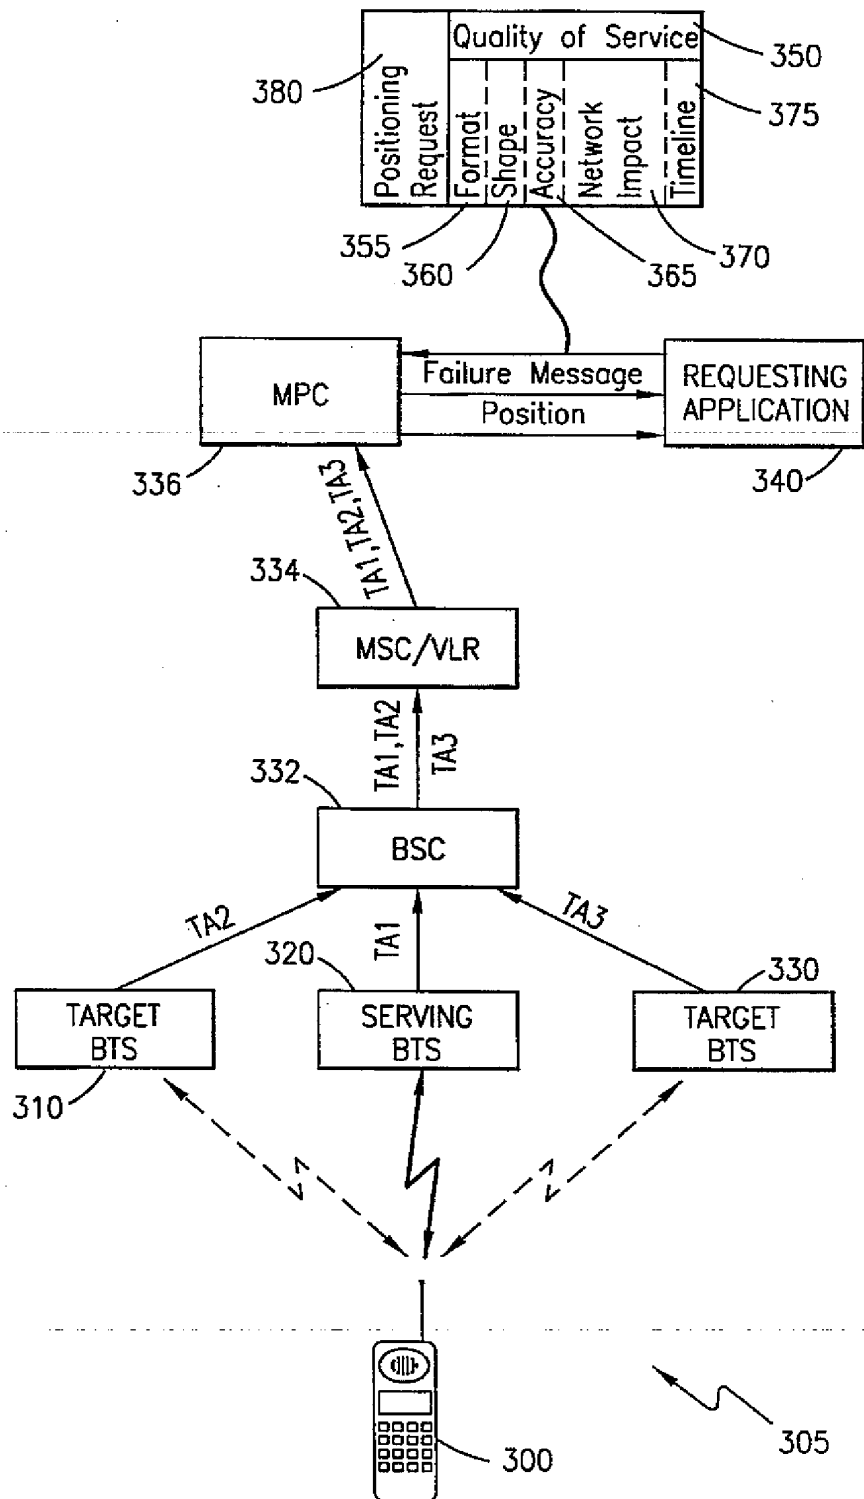 Quality of Service
350
380
Positioning
Request
Format
Shape
Accuracy
Network
Impact
Timeline
375
355
360
365
370
MPC
Failure Message
Position
REQUESTING
APPLICATION
336
340
TA1,TA2,TA3
334
MSC/VLR
TA1,TA2
TA3
332
BSC
TA2
TA1
TA3
320
330
TARGET
BTS
SERVING
BTS
TARGET
BTS
310
305
300